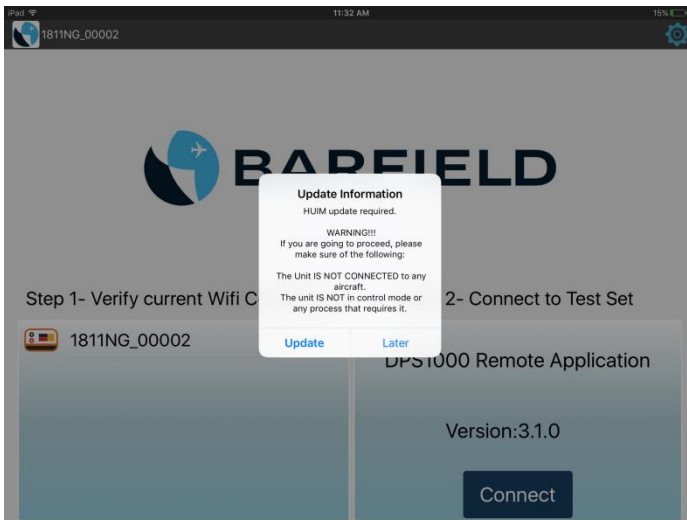 iPad 11:32 AM 15%
1811NG_00002
BARFIELD
Update Information
HUIM update required.
WARNING!!!
If you are going to proceed, please
make sure of the following:
The Unit IS NOT CONNECTED to any
aircraft.
The unit IS NOT in control mode or
any process that requires it.
Update Later
Step 1- Verify current Wifi C
2- Connect to Test Set
1811NG_00002
DPS1000 Remote Application
Version:3.1.0
Connect